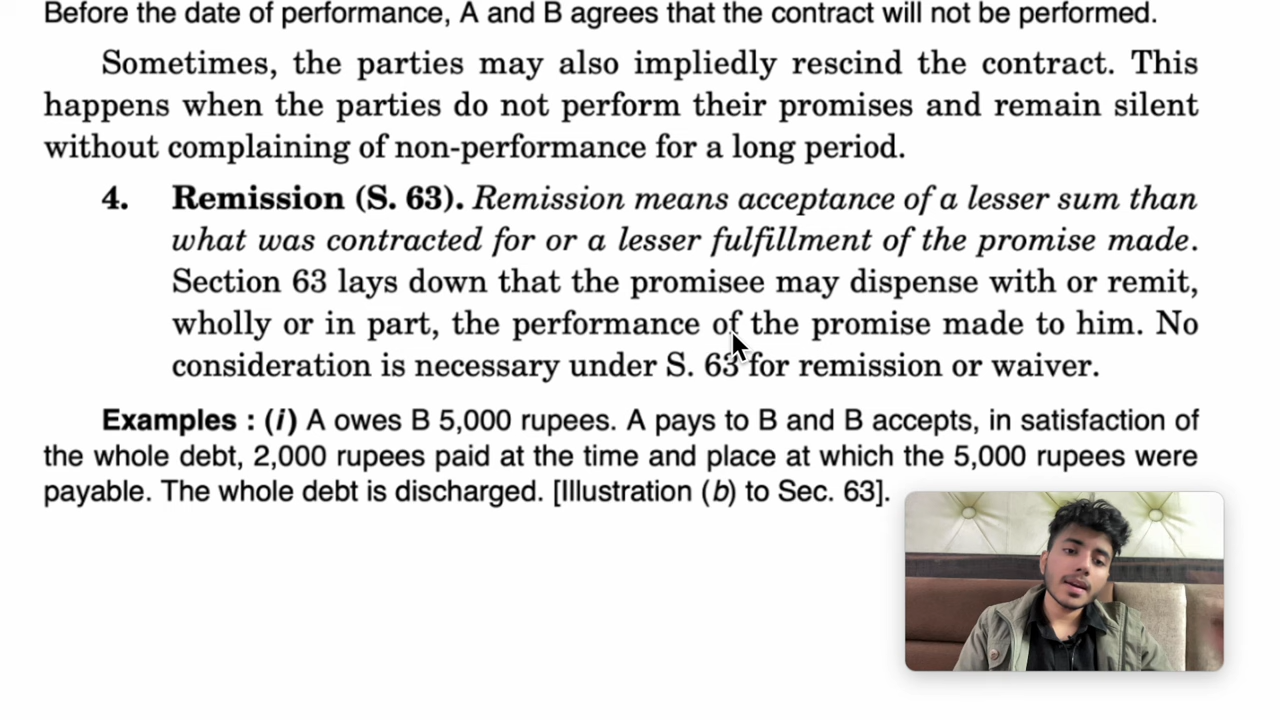 Before the date of performance, A and B agrees that the contract will not be performed.
Sometimes, the parties may also impliedly rescind the contract. This
happens when the parties do not perform their promises and remain silent
without complaining of non-performance for a long period.
4. Remission (S. 63). Remission means acceptance of a lesser sum than
what was contracted for or a lesser fulfillment of the promise made.
Section 63 lays down that the promisee may dispense with or remit,
wholly or in part, the performance of the promise made to him. No
consideration is necessary under S. 63 for remission or waiver.
Examples : (i) A owes B 5,000 rupees. A pays to B and B accepts, in satisfaction of
the whole debt, 2,000 rupees paid at the time and place at which the 5,000 rupees were
payable. The whole debt is discharged. [Illustration (b) to Sec. 63].